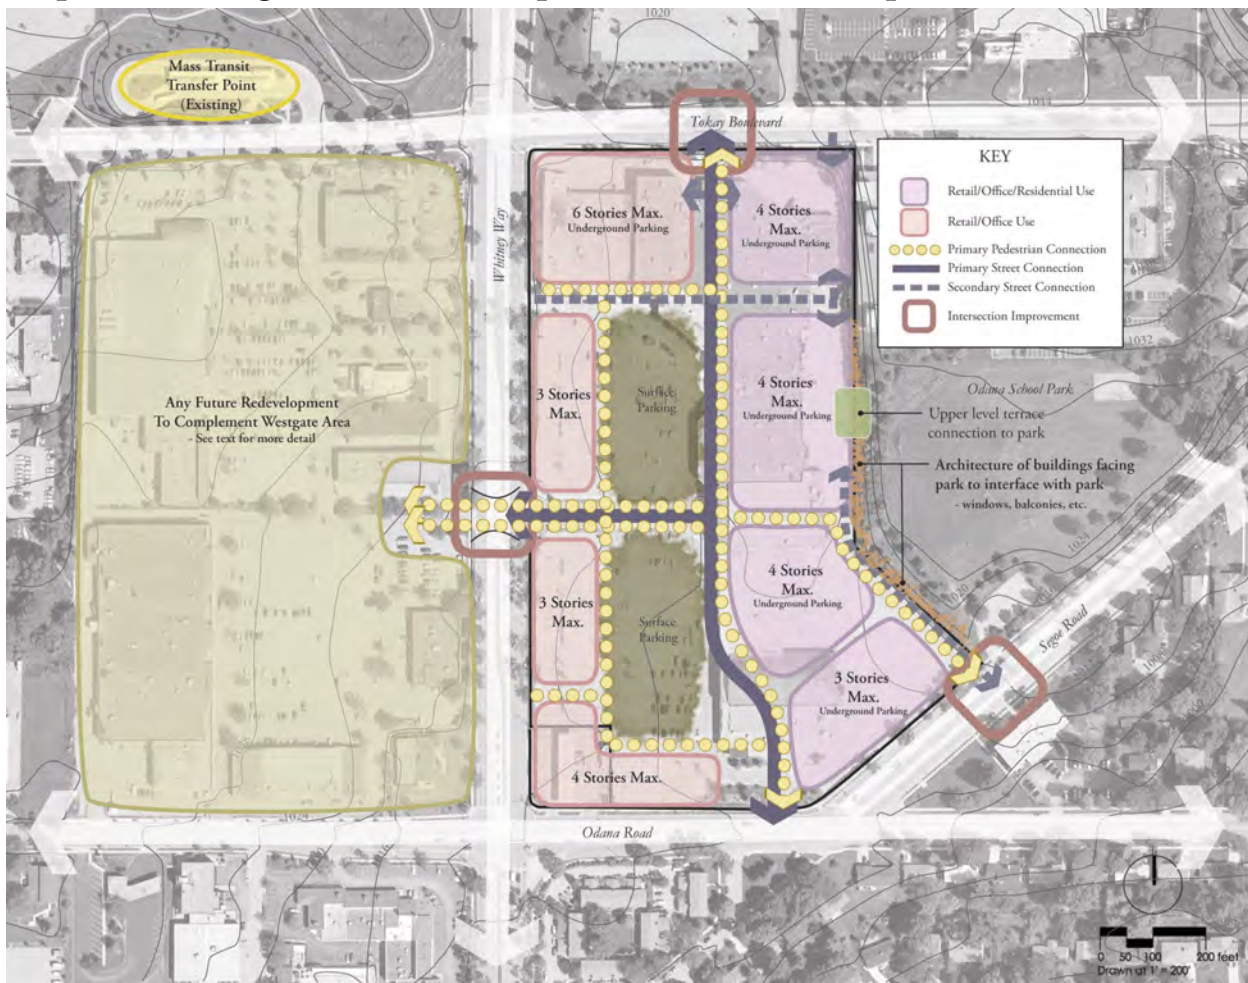 1020
Mass Transit
Transfer Point
(Existing)
Tokay Boulevard
1044
KEY
Retail/Office/Residential Use
Retail/Office Use
Primary Pedestrian Connection
Primary Street Connection
Secondary Street Connection
Intersection Improvement
6 Stories Max.
Underground Parking
4 Stories
Max.
Underground Parking
Whitney Way
1032
3 Stories
Max.
Surface
Parking
4 Stories
Max.
Underground Parking
Odana School Park
Upper level terrace
connection to park
Any Future Redevelopment
To Complement Westgate Area
- See text for more detail
Architecture of buildings facing
park to interface with park
- windows, balconies, etc.
1024
3 Stories
Max.
Surface
Parking
4 Stories
Max.
Underground Parking
1020
Segoe Road
3 Stories
Max.
Underground Parking
4 Stories Max.
Odana Road
0 50 100 200 feet
Drawn at 1' = 200'